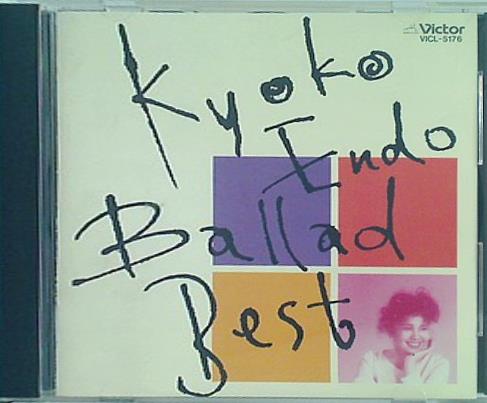 Victor
VICL-5176
Kyoko
Endo
Ballad
Best